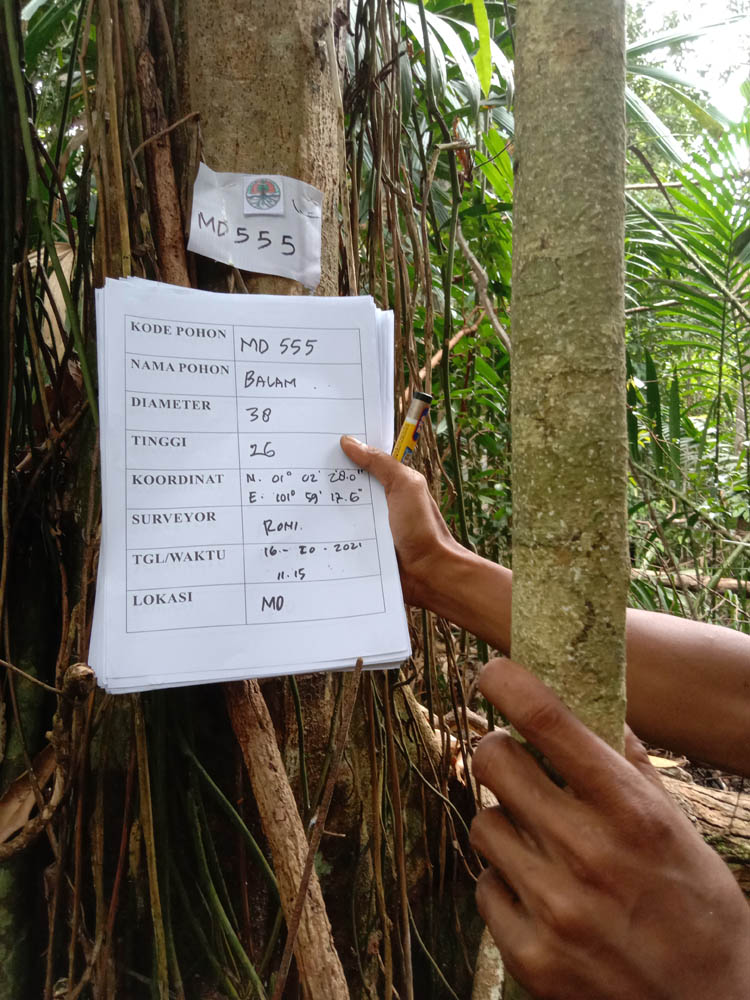 MD 555
KODE POHON MD 555
NAMA POHON BALAM
DIAMETER 38
TINGGI 26
KOORDINAT N. 01° 02' 28.0"
E. 101° 59' 17.6"
SURVEYOR RONI.
TGL/WAKTU 16 - 20 - 2021
11.15
LOKASI MD